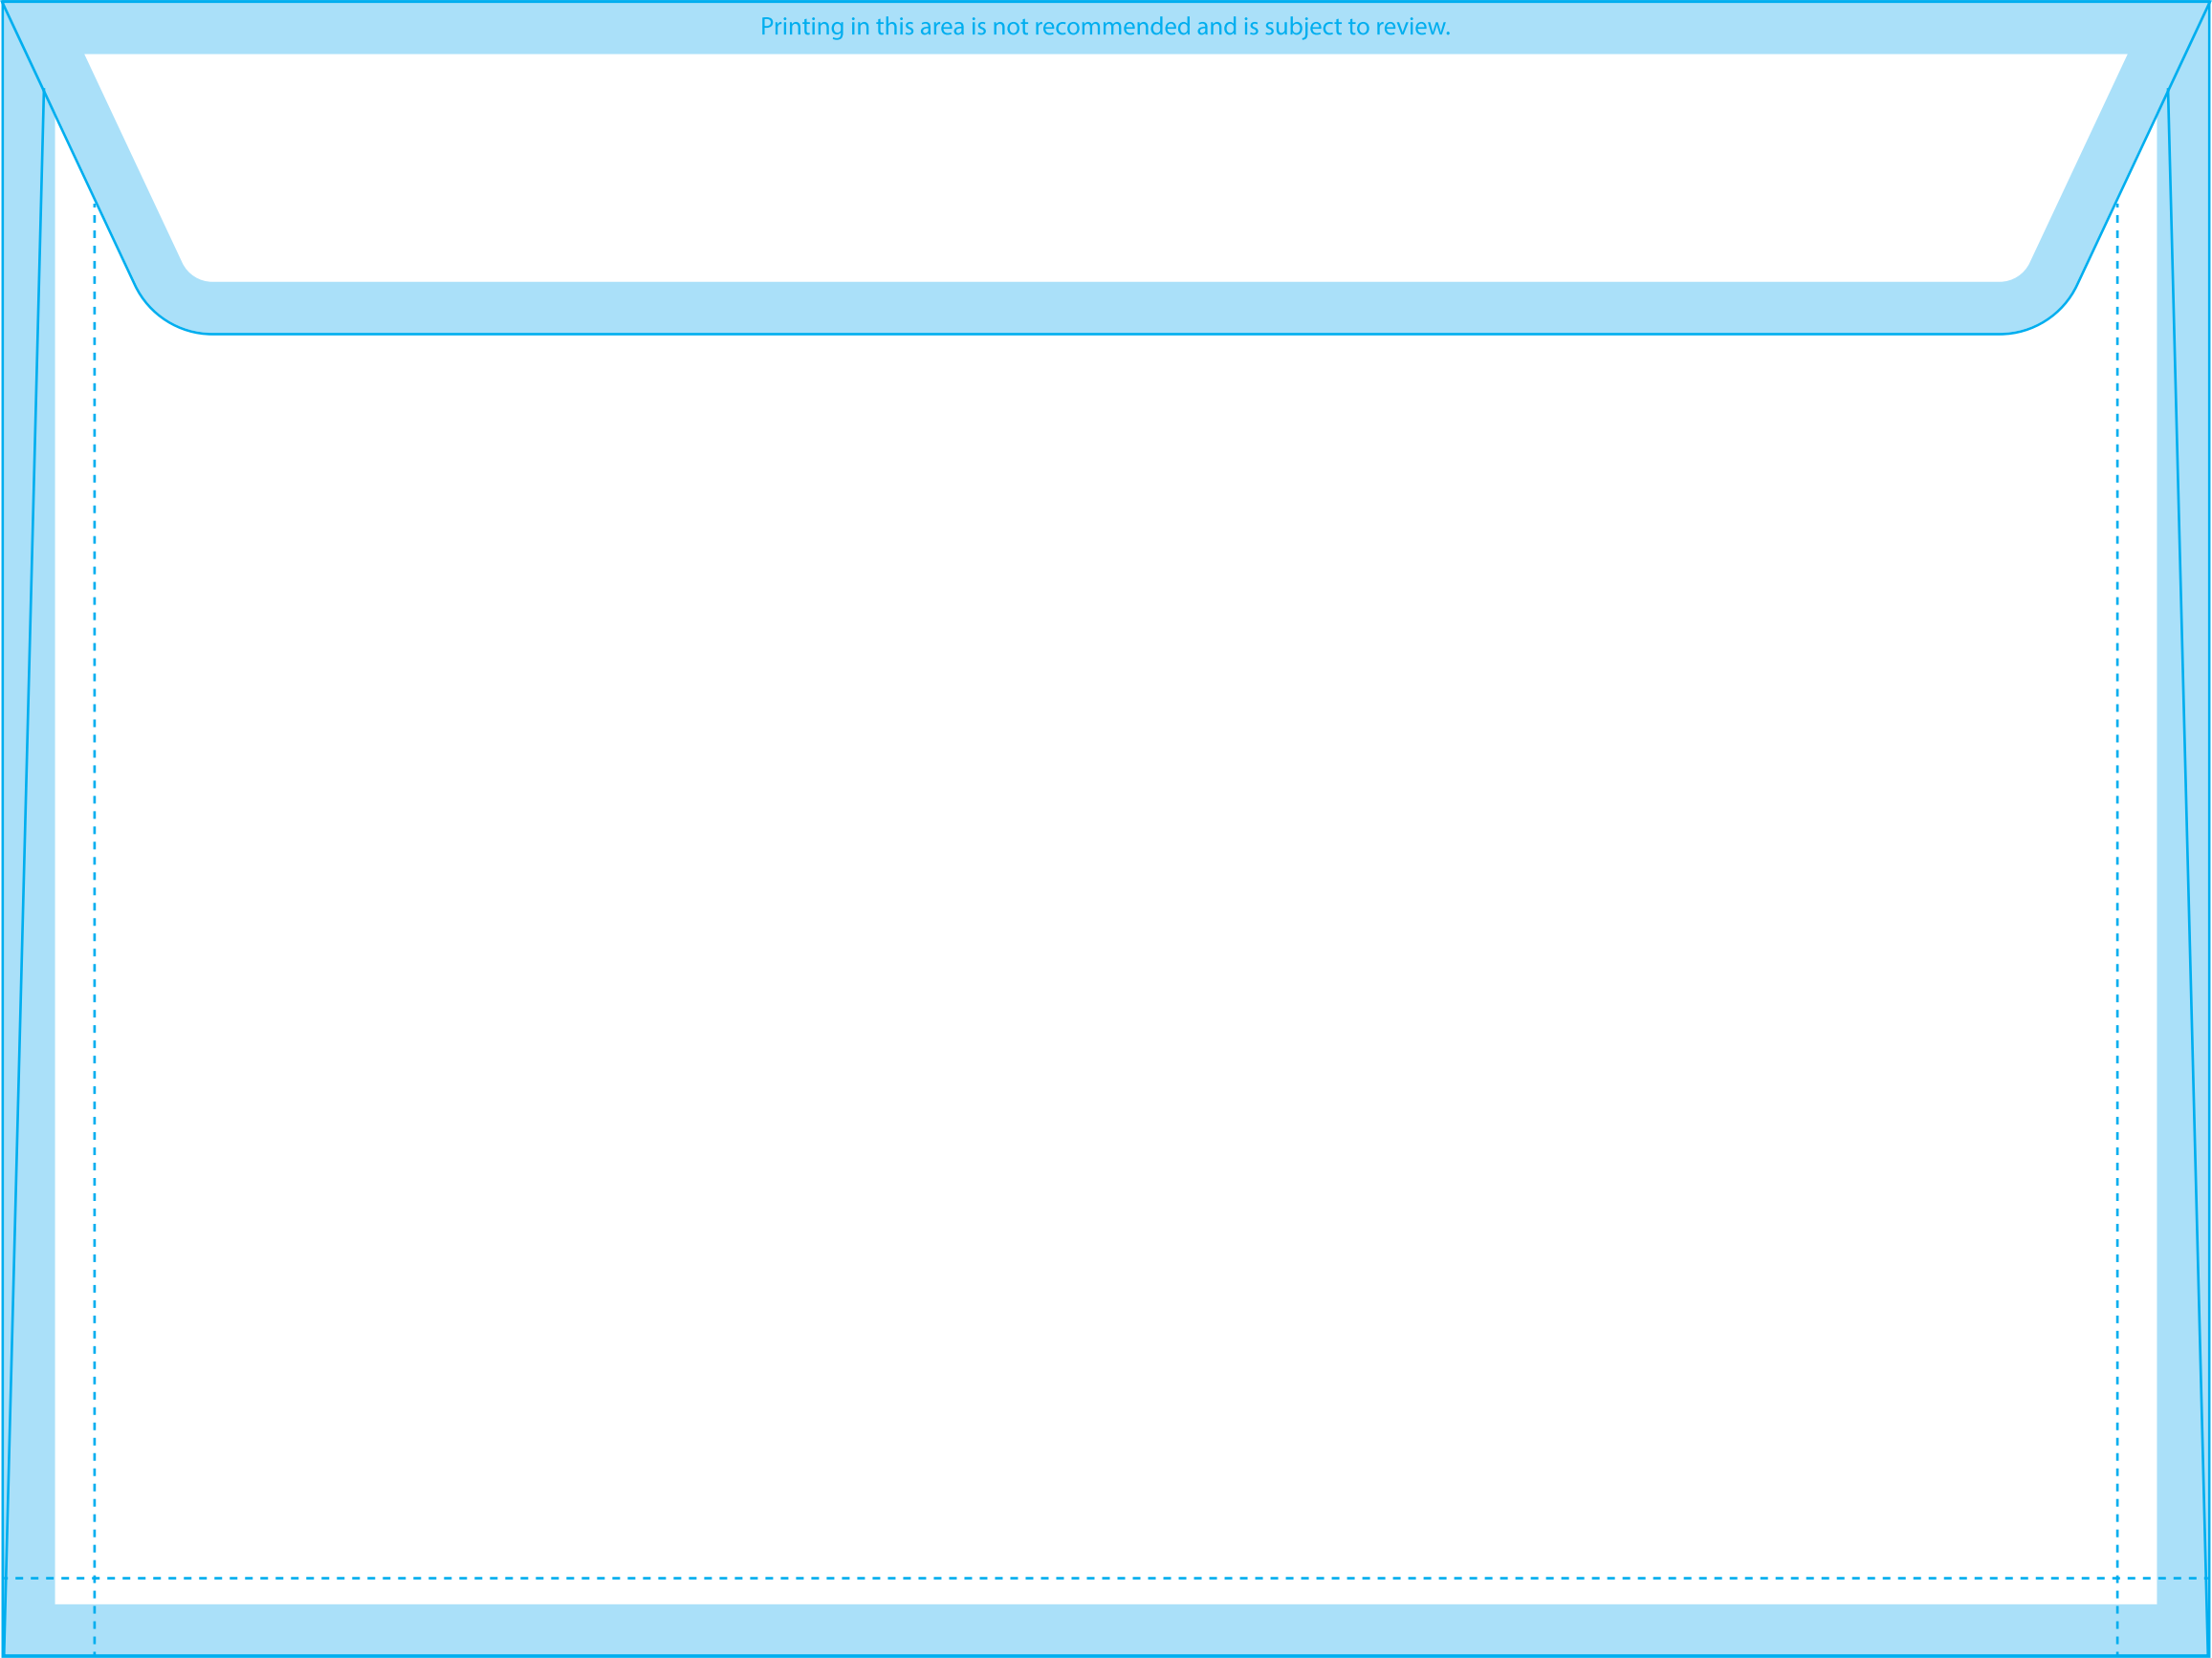 Printing in this area is not recommended and is subject to review.